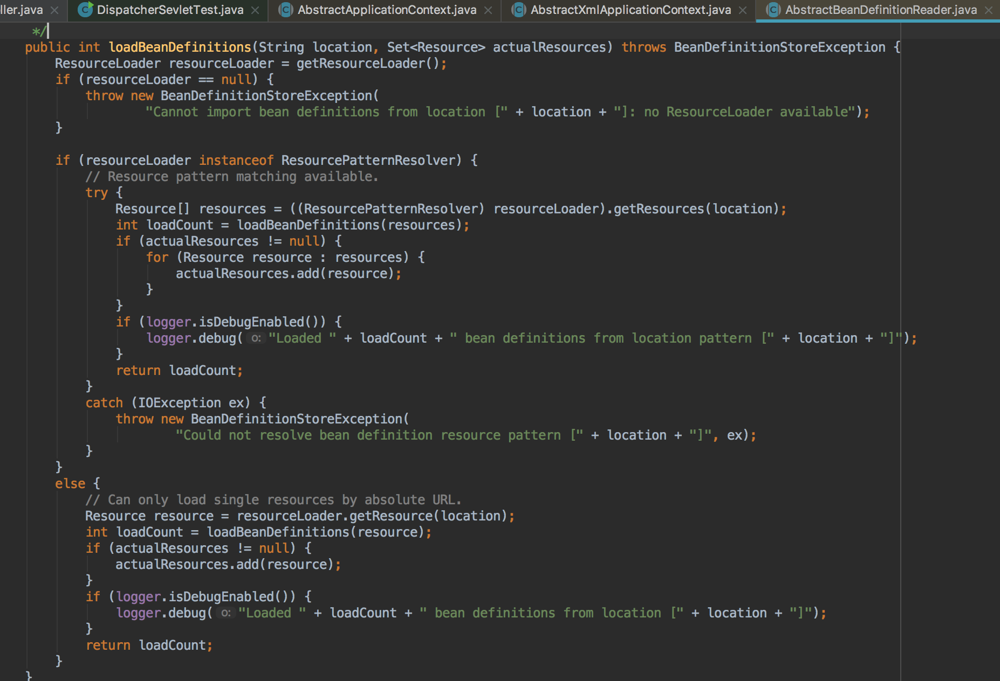 ller.java DispatcherSevletTest.java AbstractApplicationContext.java AbstractXmlApplicationContext.java AbstractBeanDefinitionReader.java
*/
public int loadBeanDefinitions(String location, Set<Resource> actualResources) throws BeanDefinitionStoreException {
ResourceLoader resourceLoader = getResourceLoader();
if (resourceLoader == null) {
throw new BeanDefinitionStoreException(
"Cannot import bean definitions from location [" + location + "]: no ResourceLoader available");
}
if (resourceLoader instanceof ResourcePatternResolver) {
// Resource pattern matching available.
try {
Resource[] resources = ((ResourcePatternResolver) resourceLoader).getResources(location);
int loadCount = loadBeanDefinitions(resources);
if (actualResources != null) {
for (Resource resource : resources) {
actualResources.add(resource);
}
}
if (logger.isDebugEnabled()) {
logger.debug( o: "Loaded " + loadCount + " bean definitions from location pattern [" + location + "]");
}
return loadCount;
}
catch (IOException ex) {
throw new BeanDefinitionStoreException(
"Could not resolve bean definition resource pattern [" + location + "]", ex);
}
}
else {
// Can only load single resources by absolute URL.
Resource resource = resourceLoader.getResource(location);
int loadCount = loadBeanDefinitions(resource);
if (actualResources != null) {
actualResources.add(resource);
}
if (logger.isDebugEnabled()) {
logger.debug( o: "Loaded " + loadCount + " bean definitions from location [" + location + "]");
}
return loadCount;
}
}